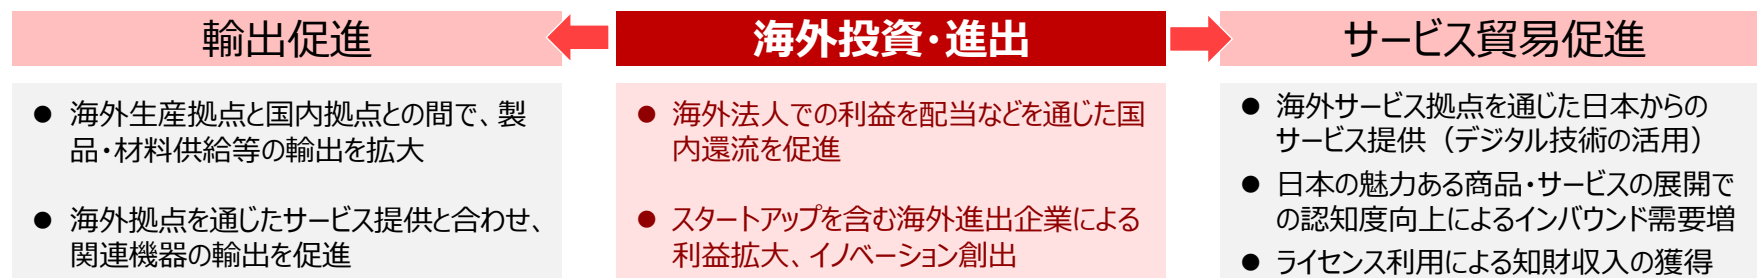 輸出促進
● 海外生産拠点と国内拠点との間で、製
品・材料供給等の輸出を拡大
● 海外拠点を通じたサービス提供と合わせ、
関連機器の輸出を促進
海外投資・進出
● 海外法人での利益を配当などを通じた国
内還流を促進
● スタートアップを含む海外進出企業による
利益拡大、イノベーション創出
サービス貿易促進
● 海外サービス拠点を通じた日本からの
サービス提供（デジタル技術の活用）
● 日本の魅力ある商品・サービスの展開で
の認知度向上によるインバウンド需要増
● ライセンス利用による知財収入の獲得